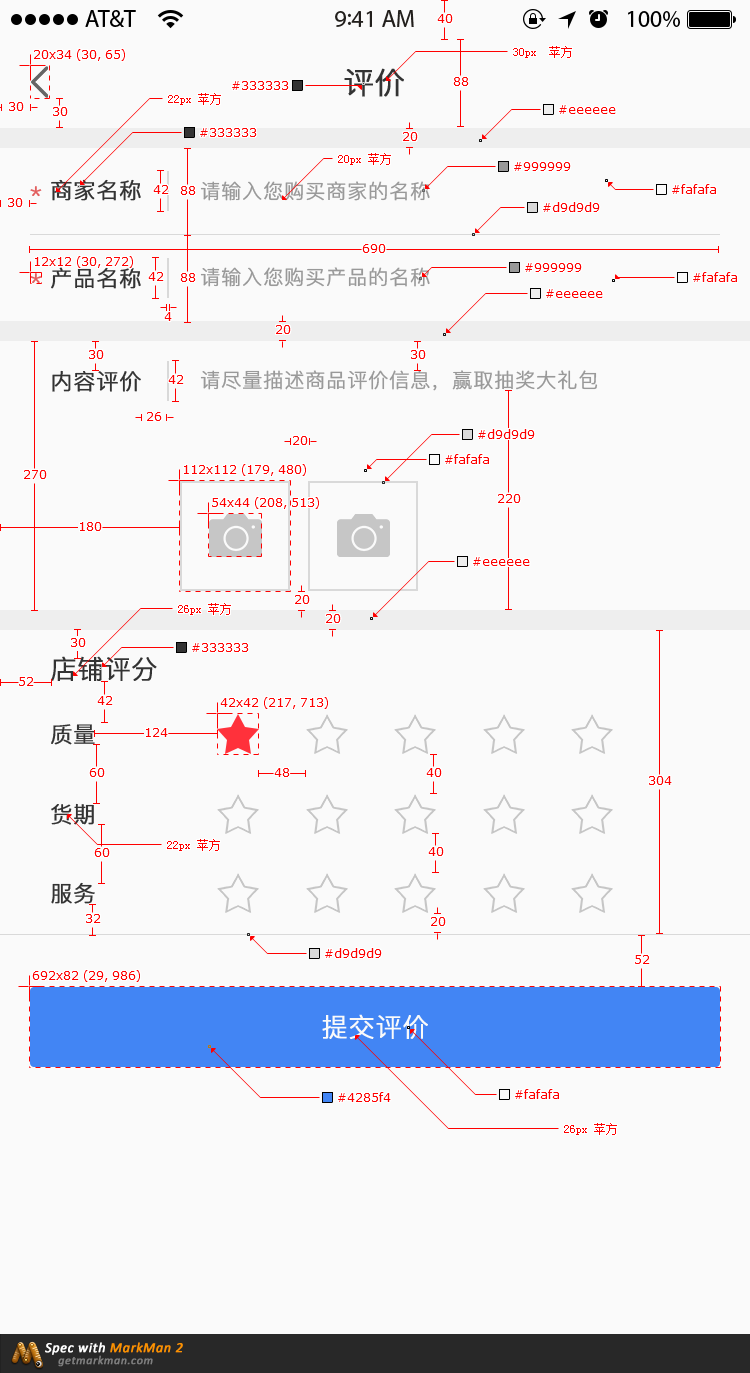 ●●●●● AT&T 9:41 AM 100%
40
20x34 (30, 65)
30px 苹方
#333333 评价
88
30
30
22px 苹方
#eeeeee
#333333
20
20px 苹方
#999999
* 商家名称 42 88 请输入您购买商家的名称 #fafafa
30
#d9d9d9
690
12x12 (30, 272)
#999999
* 产品名称 42 88 请输入您购买产品的名称 #fafafa
#eeeeee
4
20
30 30
内容评价 42 请尽量描述商品评价信息，赢取抽奖大礼包
26
20
#d9d9d9
#fafafa
112x112 (179, 480)
270
220
54x44 (208, 513)
180
#eeeeee
20
26px 苹方
20
30
#333333
店铺评分
52
42
42x42 (217, 713)
质量 124
60 48 40
304
货期
22px 苹方
60 40
服务
32 20
#d9d9d9
52
692x82 (29, 986)
提交评价
#4285f4
#fafafa
26px 苹方
Spec with MarkMan 2
getmarkman.com